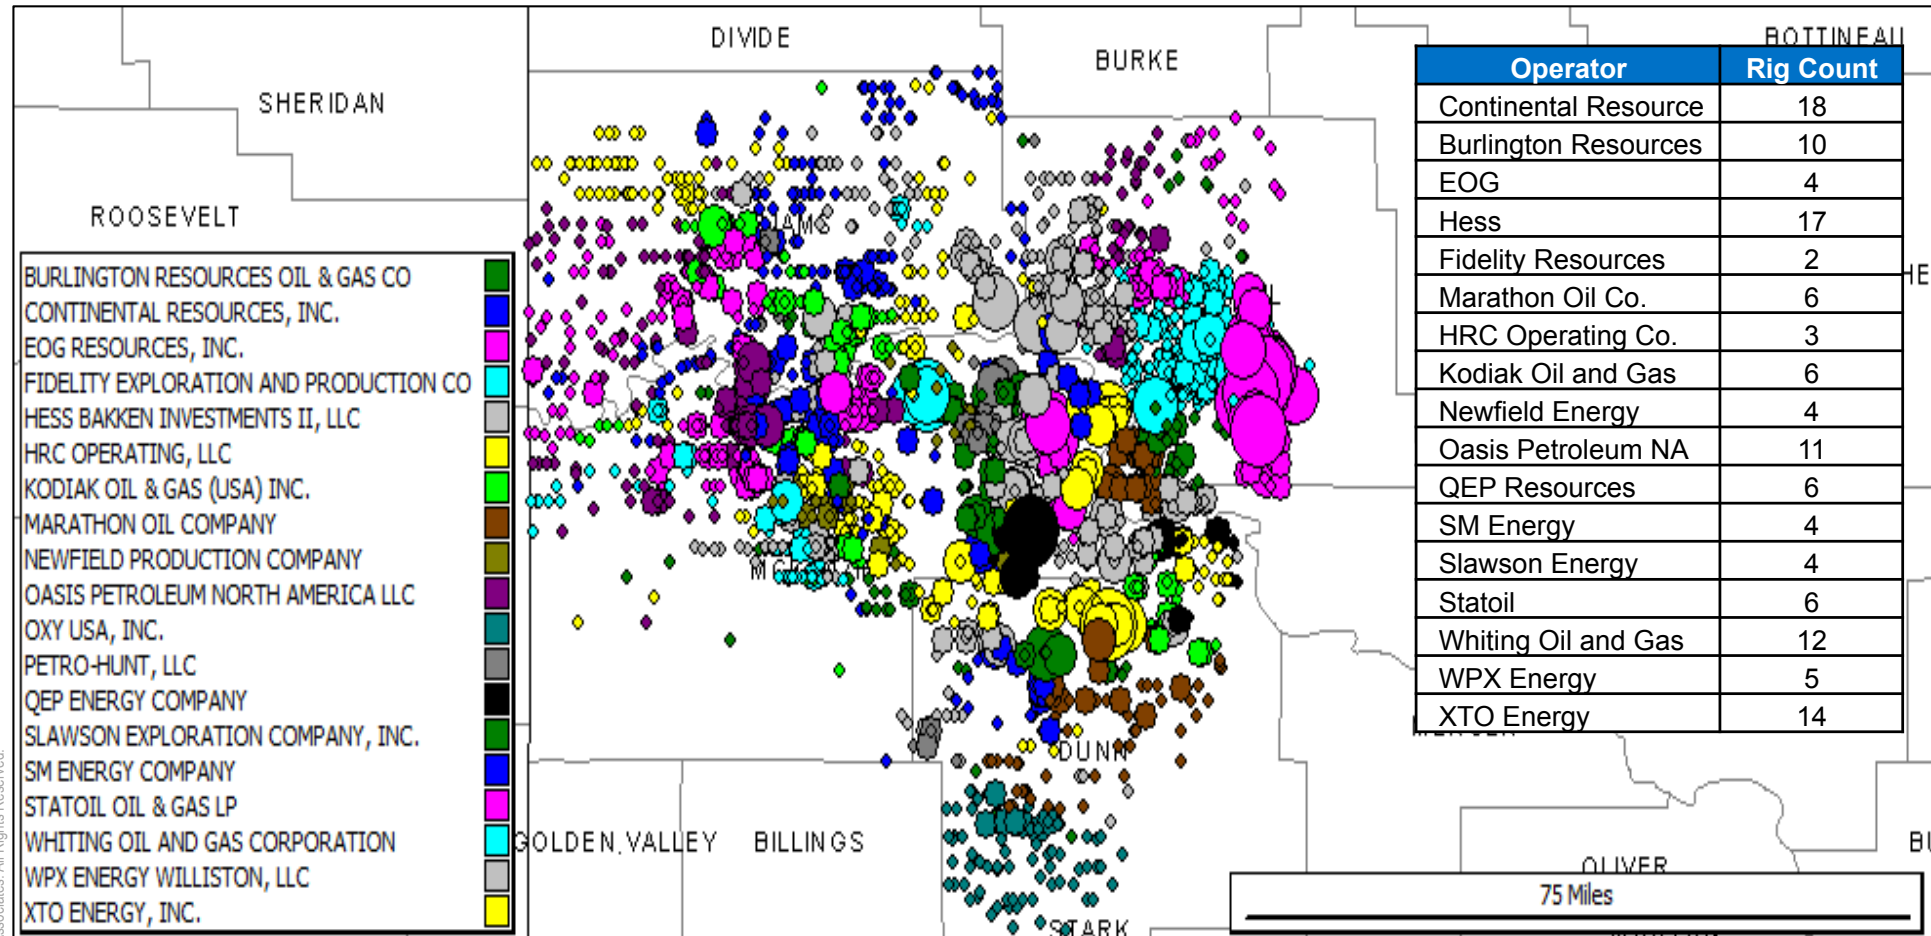 DIVIDE
BURKE
BOTTINEAU
SHERIDAN
ROOSEVELT
BURLINGTON RESOURCES OIL & GAS CO
CONTINENTAL RESOURCES, INC.
EOG RESOURCES, INC.
FIDELITY EXPLORATION AND PRODUCTION CO
HESS BAKKEN INVESTMENTS II, LLC
HRC OPERATING, LLC
KODIAK OIL & GAS (USA) INC.
MARATHON OIL COMPANY
NEWFIELD PRODUCTION COMPANY
OASIS PETROLEUM NORTH AMERICA LLC
OXY USA, INC.
PETRO-HUNT, LLC
QEP ENERGY COMPANY
SLAWSON EXPLORATION COMPANY, INC.
SM ENERGY COMPANY
STATOIL OIL & GAS LP
WHITING OIL AND GAS CORPORATION
WPX ENERGY WILLISTON, LLC
XTO ENERGY, INC.
Operator Rig Count
Continental Resource 18
Burlington Resources 10
EOG 4
Hess 17
Fidelity Resources 2
Marathon Oil Co. 6
HRC Operating Co. 3
Kodiak Oil and Gas 6
Newfield Energy 4
Oasis Petroleum NA 11
QEP Resources 6
SM Energy 4
Slawson Energy 4
Statoil 6
Whiting Oil and Gas 12
WPX Energy 5
XTO Energy 14
HE
DUNN
GOLDEN VALLEY
BILLINGS
OLIVER
BU
STARK
75 Miles
All Rights Reserved.